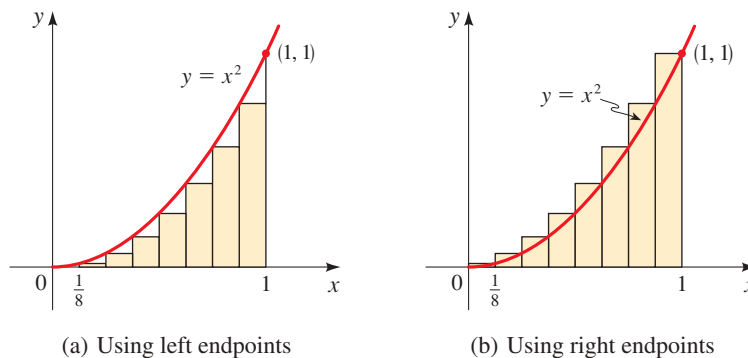 y
(1, 1)
y = x²
0
1/8
1
x
(a) Using left endpoints
y
(1, 1)
y = x²
0
1/8
1
x
(b) Using right endpoints